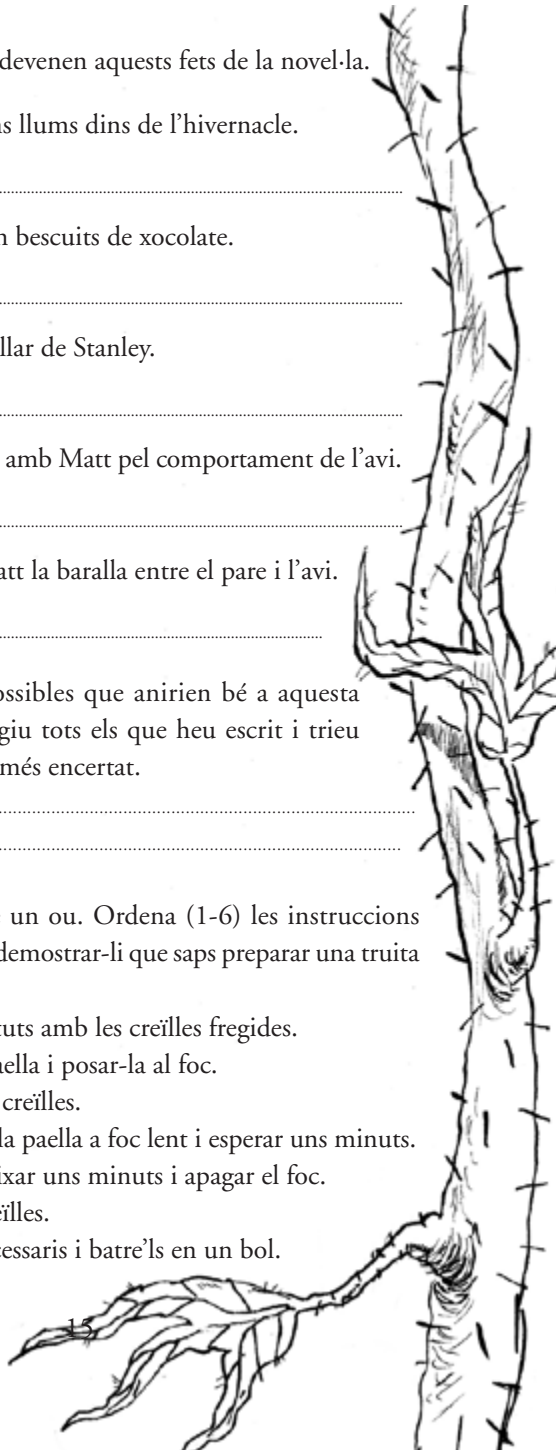 devenen aquests fets de la novel·la.
s llums dins de l’hivernacle.
bescuits de xocolate.
llar de Stanley.
amb Matt pel comportament de l’avi.
att la baralla entre el pare i l’avi.
ossibles que anirien bé a aquesta
giu tots els que heu escrit i trieu
més encertat.
un ou. Ordena (1-6) les instruccions
demostrar-li que saps preparar una truita
tuts amb les creïlles fregides.
ella i posar-la al foc.
creïlles.
la paella a foc lent i esperar uns minuts.
ixar uns minuts i apagar el foc.
ïlles.
cessaris i batre’ls en un bol.
15